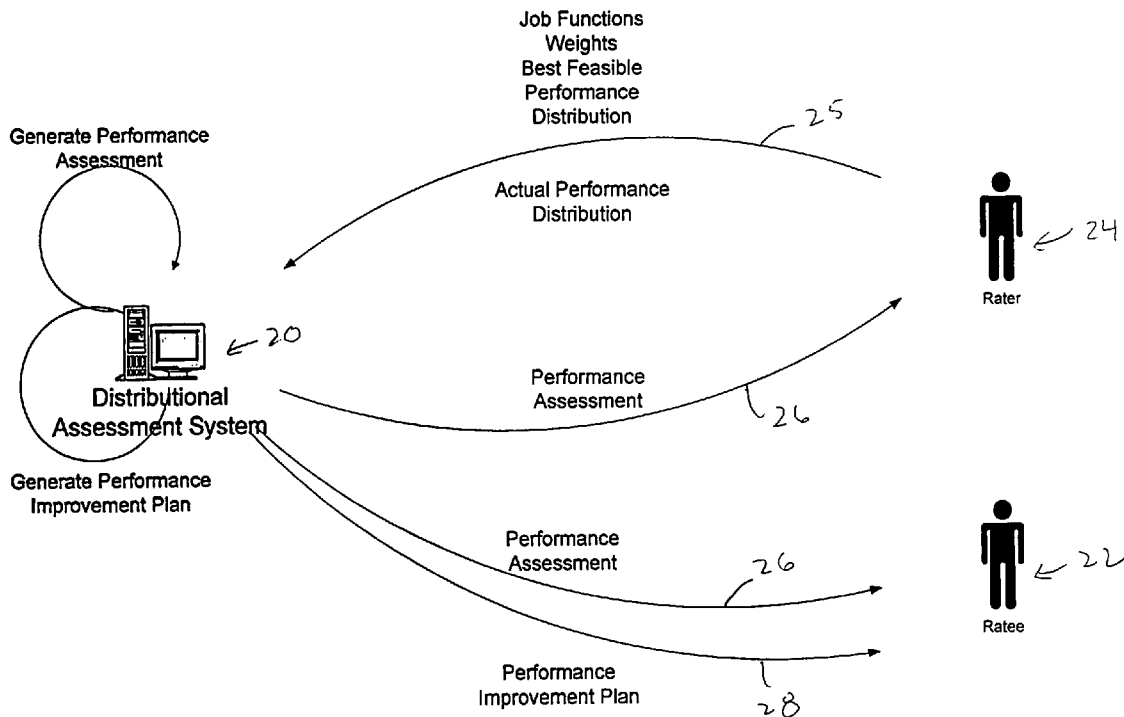 Job Functions
Weights
Best Feasible
Performance
Distribution
25
Generate Performance
Assessment
Actual Performance
Distribution
24
Rater
20
Distributional
Assessment System
Performance
Assessment
26
Generate Performance
Improvement Plan
Performance
Assessment
26
22
Ratee
Performance
Improvement Plan
28